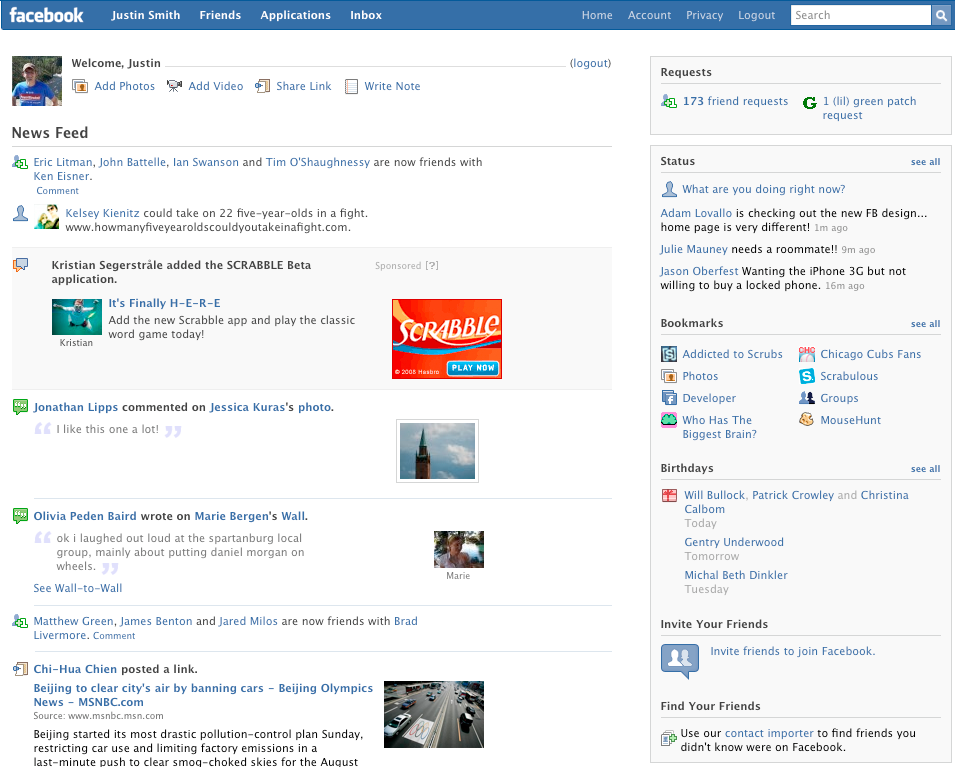 facebook Justin Smith Friends Applications Inbox Home Account Privacy Logout Search
Welcome, Justin (logout)
Add Photos Add Video Share Link Write Note
News Feed
Eric Litman, John Battelle, Ian Swanson and Tim O'Shaughnessy are now friends with
Ken Eisner.
Comment
Kelsey Kienitz could take on 22 five-year-olds in a fight.
www.howmanyfiveyearoldscouldyoutakeinafight.com.
Kristian Segerstråle added the SCRABBLE Beta
application.
Sponsored [?]
It's Finally H-E-R-E
Add the new Scrabble app and play the classic
word game today!
Kristian
SCRABBLE
© 2008 Hasbro PLAY NOW
Jonathan Lipps commented on Jessica Kuras's photo.
“ I like this one a lot! ”
Olivia Peden Baird wrote on Marie Bergen's Wall.
“ ok i laughed out loud at the spartanburg local
group, mainly about putting daniel morgan on
wheels. ”
Marie
See Wall-to-Wall
Matthew Green, James Benton and Jared Milos are now friends with Brad
Livermore. Comment
Chi-Hua Chien posted a link.
Beijing to clear city's air by banning cars - Beijing Olympics
News - MSNBC.com
Source: www.msnbc.msn.com
Beijing started its most drastic pollution-control plan Sunday,
restricting car use and limiting factory emissions in a
last-minute push to clear smog-choked skies for the August
Requests
173 friend requests
1 (lil) green patch
request
Status see all
What are you doing right now?
Adam Lovallo is checking out the new FB design...
home page is very different! 1m ago
Julie Mauney needs a roommate!! 9m ago
Jason Oberfest Wanting the iPhone 3G but not
willing to buy a locked phone. 16m ago
Bookmarks see all
Addicted to Scrubs
CHC Chicago Cubs Fans
Photos
Scrabulous
Developer
Groups
Who Has The
Biggest Brain?
MouseHunt
Birthdays see all
Will Bullock, Patrick Crowley and Christina
Calbom
Today
Gentry Underwood
Tomorrow
Michal Beth Dinkler
Tuesday
Invite Your Friends
Invite friends to join Facebook.
Find Your Friends
Use our contact importer to find friends you
didn't know were on Facebook.